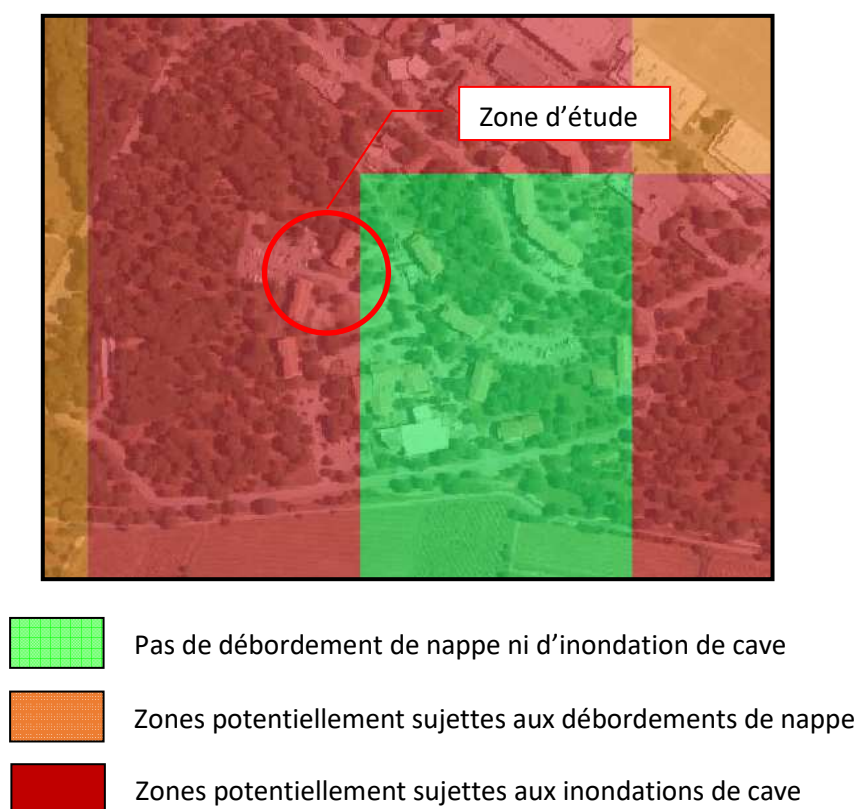 Zone d’étude
Pas de débordement de nappe ni d’inondation de cave
Zones potentiellement sujettes aux débordements de nappe
Zones potentiellement sujettes aux inondations de cave